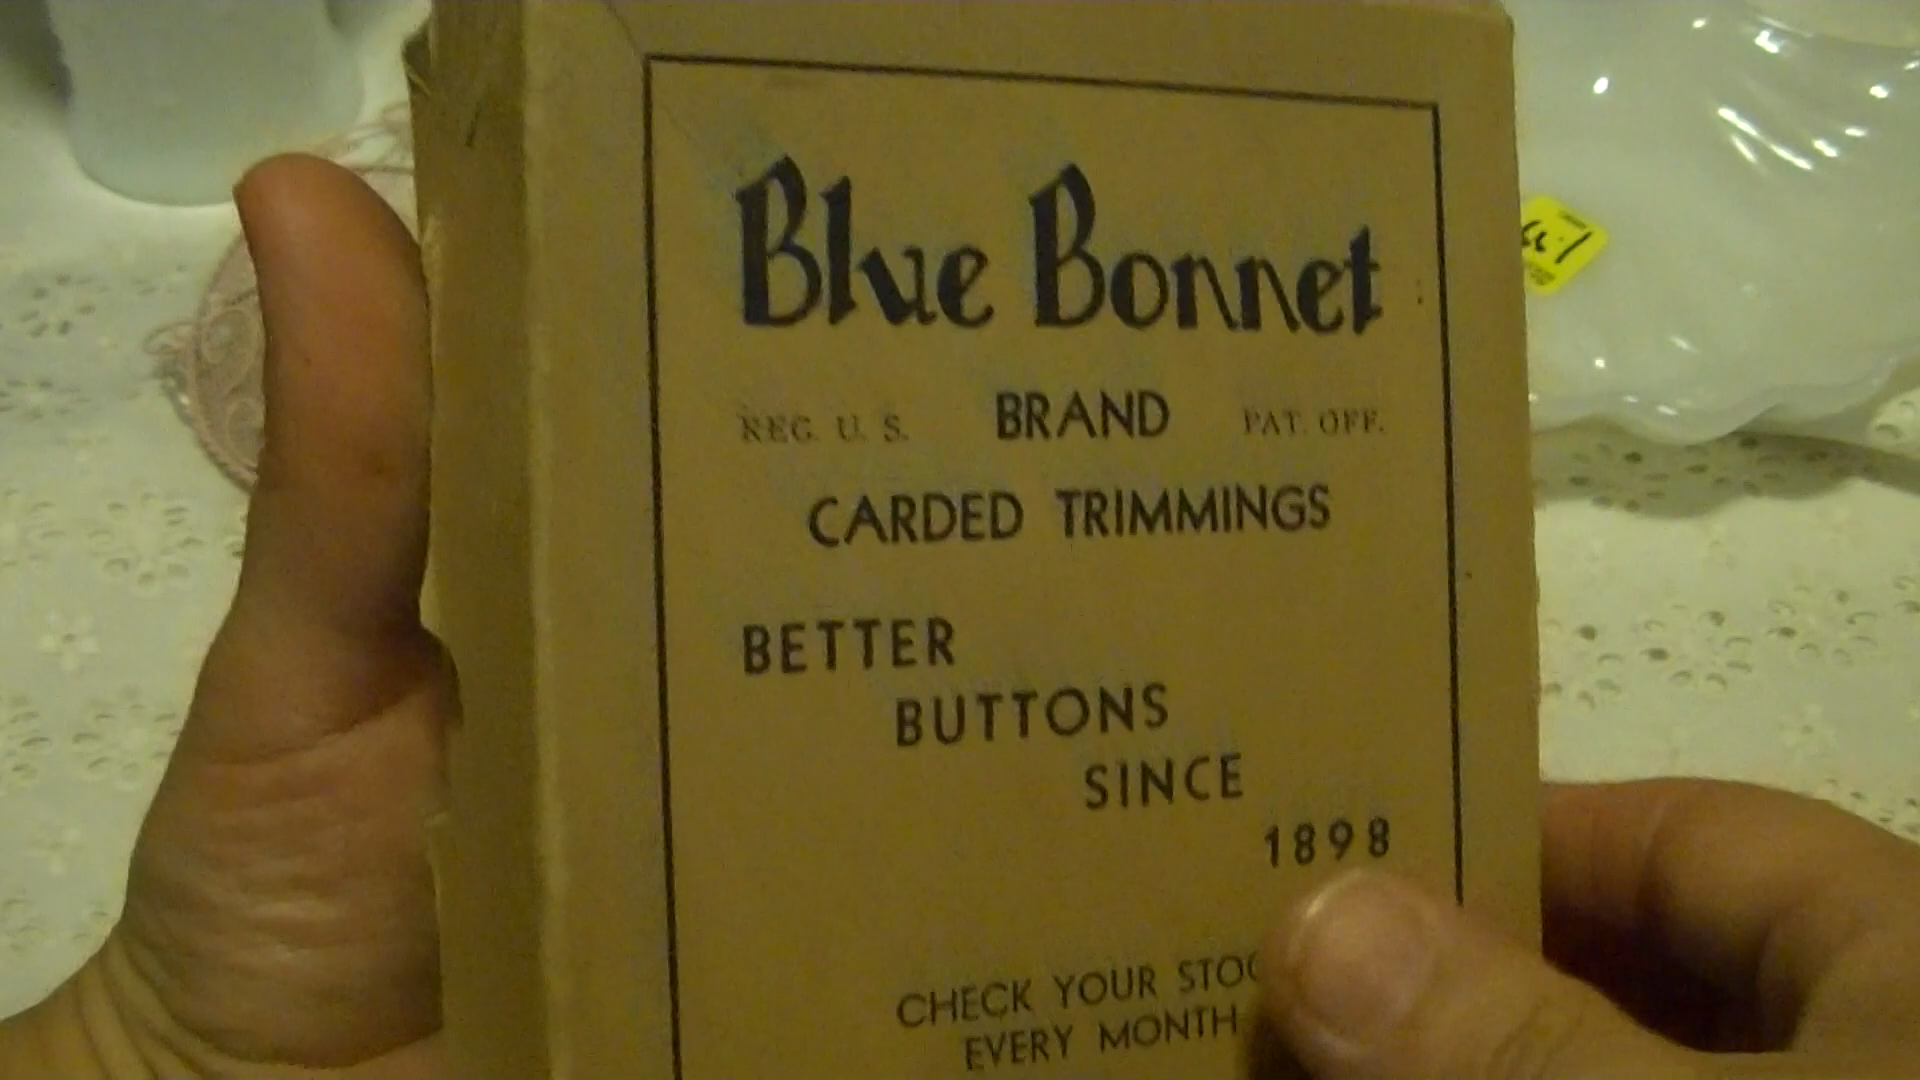 Blue Bonnet
REG. U. S. BRAND PAT. OFF.
CARDED TRIMMINGS
BETTER
BUTTONS
SINCE
1898
CHECK YOUR
EVERY MONTH